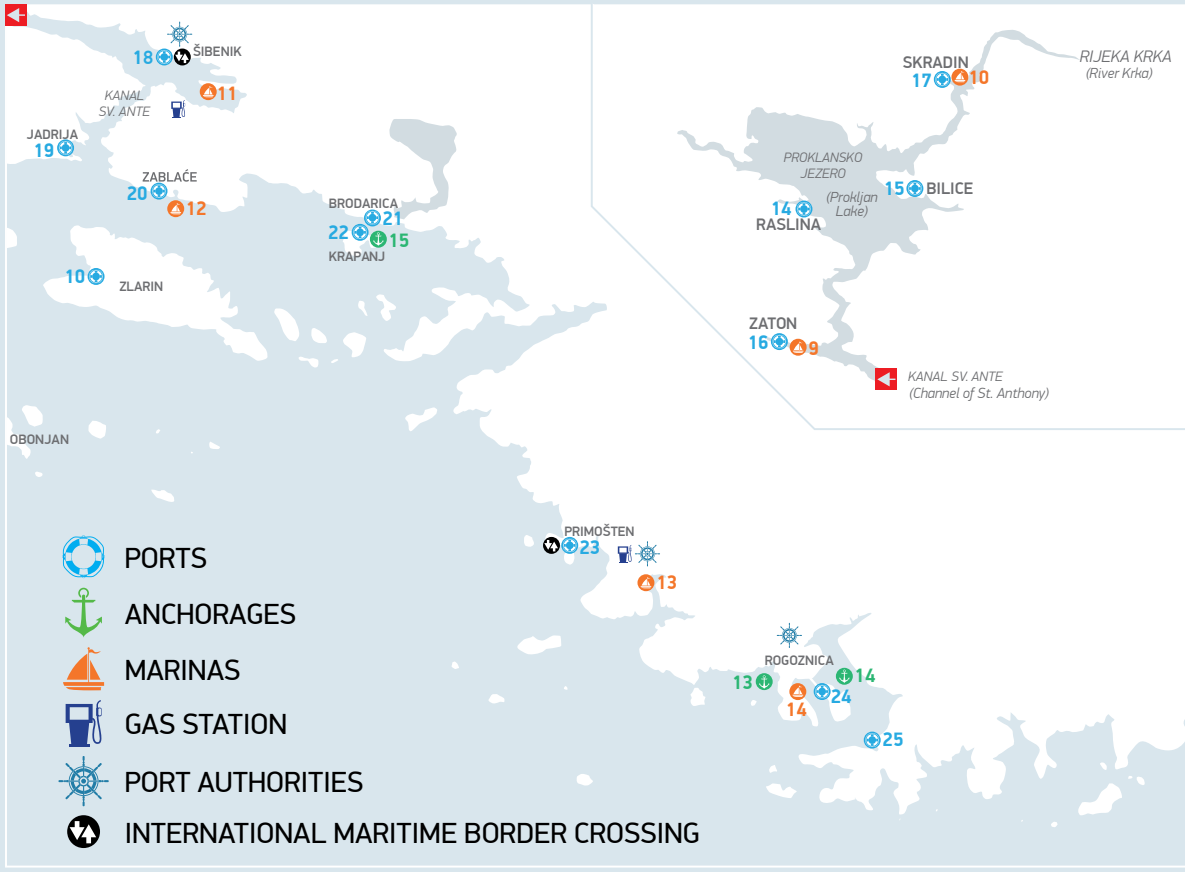 18
ŠIBENIK
11
KANAL
SV. ANTE
JADRIJA
19
ZABLAĆE
20
12
BRODARICA
21
22
15
KRAPANJ
10
ZLARIN
OBONJAN
SKRADIN
17
10
RIJEKA KRKA
(River Krka)
PROKLANSKO
JEZERO
(Prokljan
Lake)
15
BILICE
14
RASLINA
ZATON
16
9
KANAL SV. ANTE
(Channel of St. Anthony)
PRIMOŠTEN
23
13
ROGOZNICA
13
14
14
24
25
PORTS
ANCHORAGES
MARINAS
GAS STATION
PORT AUTHORITIES
INTERNATIONAL MARITIME BORDER CROSSING